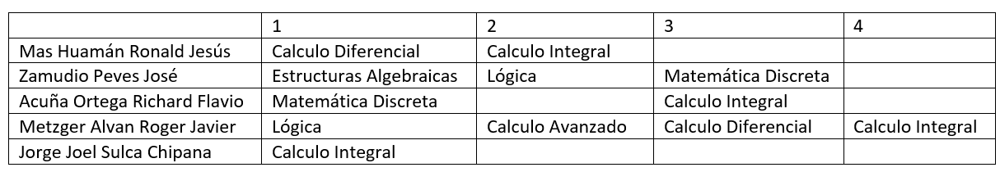 1 2 3 4
Mas Huamán Ronald Jesús Calculo Diferencial Calculo Integral
Zamudio Peves José Estructuras Algebraicas Lógica Matemática Discreta
Acuña Ortega Richard Flavio Matemática Discreta Calculo Integral
Metzger Alvan Roger Javier Lógica Calculo Avanzado Calculo Diferencial Calculo Integral
Jorge Joel Sulca Chipana Calculo Integral